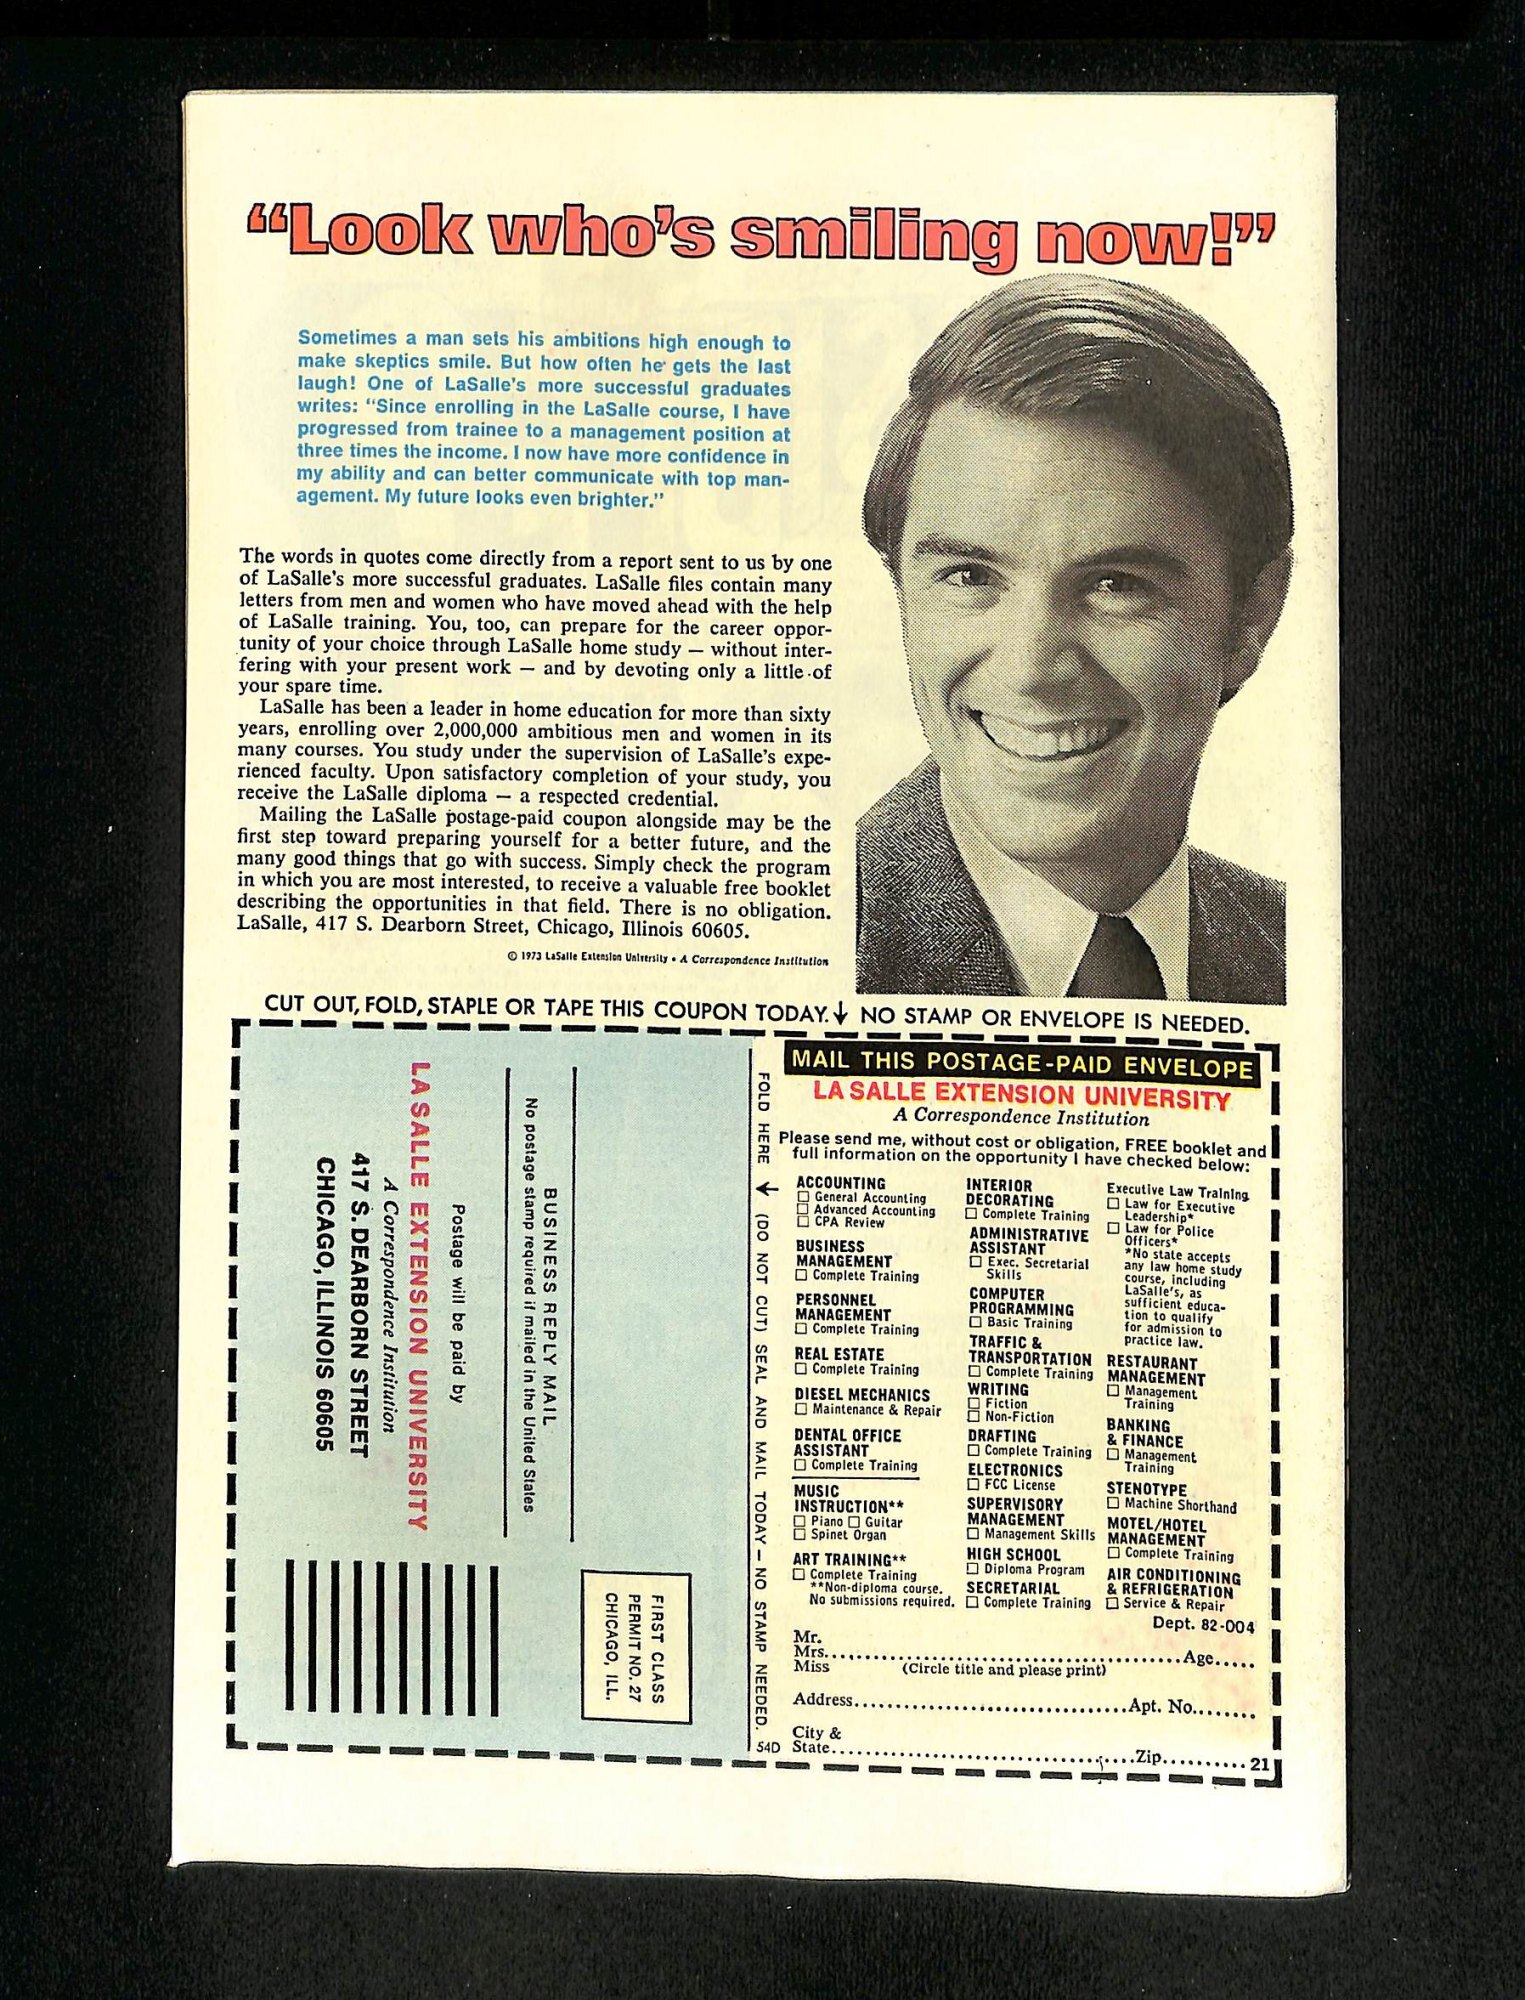 “Look who’s smiling now!”
Sometimes a man sets his ambitions high enough to
make skeptics smile. But how often he gets the last
laugh! One of LaSalle's more successful graduates
writes: “Since enrolling in the LaSalle course, I have
progressed from trainee to a management position at
three times the income. I now have more confidence in
my ability and can better communicate with top man-
agement. My future looks even brighter.”
The words in quotes come directly from a report sent to us by one
of LaSalle's more successful graduates. LaSalle files contain many
letters from men and women who have moved ahead with the help
of LaSalle training. You, too, can prepare for the career oppor-
tunity of your choice through LaSalle home study — without inter-
fering with your present work — and by devoting only a little of
your spare time.
LaSalle has been a leader in home education for more than sixty
years, enrolling over 2,000,000 ambitious men and women in its
many courses. You study under the supervision of LaSalle's expe-
rienced faculty. Upon satisfactory completion of your study, you
receive the LaSalle diploma — a respected credential.
Mailing the LaSalle postage-paid coupon alongside may be the
first step toward preparing yourself for a better future, and the
many good things that go with success. Simply check the program
in which you are most interested, to receive a valuable free booklet
describing the opportunities in that field. There is no obligation.
LaSalle, 417 S. Dearborn Street, Chicago, Illinois 60605.
© 1973 LaSalle Extension University • A Correspondence Institution
CUT OUT, FOLD, STAPLE OR TAPE THIS COUPON TODAY. ↓ NO STAMP OR ENVELOPE IS NEEDED.
FIRST CLASS
PERMIT NO. 27
CHICAGO, ILL.
BUSINESS REPLY MAIL
No postage stamp required if mailed in the United States
Postage will be paid by
LA SALLE EXTENSION UNIVERSITY
A Correspondence Institution
417 S. DEARBORN STREET
CHICAGO, ILLINOIS 60605
FOLD HERE ↓ (DO NOT CUT) SEAL AND MAIL TODAY — NO STAMP NEEDED.
54D
MAIL THIS POSTAGE-PAID ENVELOPE
LA SALLE EXTENSION UNIVERSITY
A Correspondence Institution
Please send me, without cost or obligation, FREE booklet and
full information on the opportunity I have checked below:
ACCOUNTING
☐ General Accounting
☐ Advanced Accounting
☐ CPA Review
BUSINESS
MANAGEMENT
☐ Complete Training
PERSONNEL
MANAGEMENT
☐ Complete Training
REAL ESTATE
☐ Complete Training
DIESEL MECHANICS
☐ Maintenance & Repair
DENTAL OFFICE
ASSISTANT
☐ Complete Training
MUSIC
INSTRUCTION**
☐ Piano ☐ Guitar
☐ Spinet Organ
ART TRAINING**
☐ Complete Training
**Non-diploma course.
No submissions required.
INTERIOR
DECORATING
☐ Complete Training
ADMINISTRATIVE
ASSISTANT
☐ Exec. Secretarial
Skills
COMPUTER
PROGRAMMING
☐ Basic Training
TRAFFIC &
TRANSPORTATION
☐ Complete Training
WRITING
☐ Fiction
☐ Non-Fiction
DRAFTING
☐ Complete Training
ELECTRONICS
☐ FCC License
SUPERVISORY
MANAGEMENT
☐ Management Skills
HIGH SCHOOL
☐ Diploma Program
SECRETARIAL
☐ Complete Training
Executive Law Training
☐ Law for Executive
Leadership*
☐ Law for Police
Officers*
*No state accepts
any law home study
course, including
LaSalle's, as
sufficient educa-
tion to qualify
for admission to
practice law.
RESTAURANT
MANAGEMENT
☐ Management
Training
BANKING
& FINANCE
☐ Management
Training
STENOTYPE
☐ Machine Shorthand
MOTEL/HOTEL
MANAGEMENT
☐ Complete Training
AIR CONDITIONING
& REFRIGERATION
☐ Service & Repair
Dept. 82-004
Mr.
Mrs. ........ Age......
Miss (Circle title and please print)
Address........ Apt. No........
City &
State........ Zip.......... 21